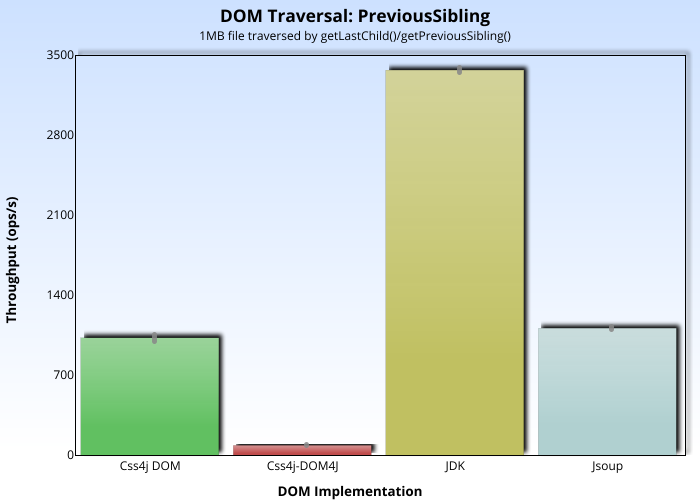 DOM Traversal: PreviousSibling
1MB file traversed by getLastChild()/getPreviousSibling()
Throughput (ops/s)
3500
2800
2100
1400
700
0
Css4j DOM
Css4j-DOM4J
JDK
Jsoup
DOM Implementation